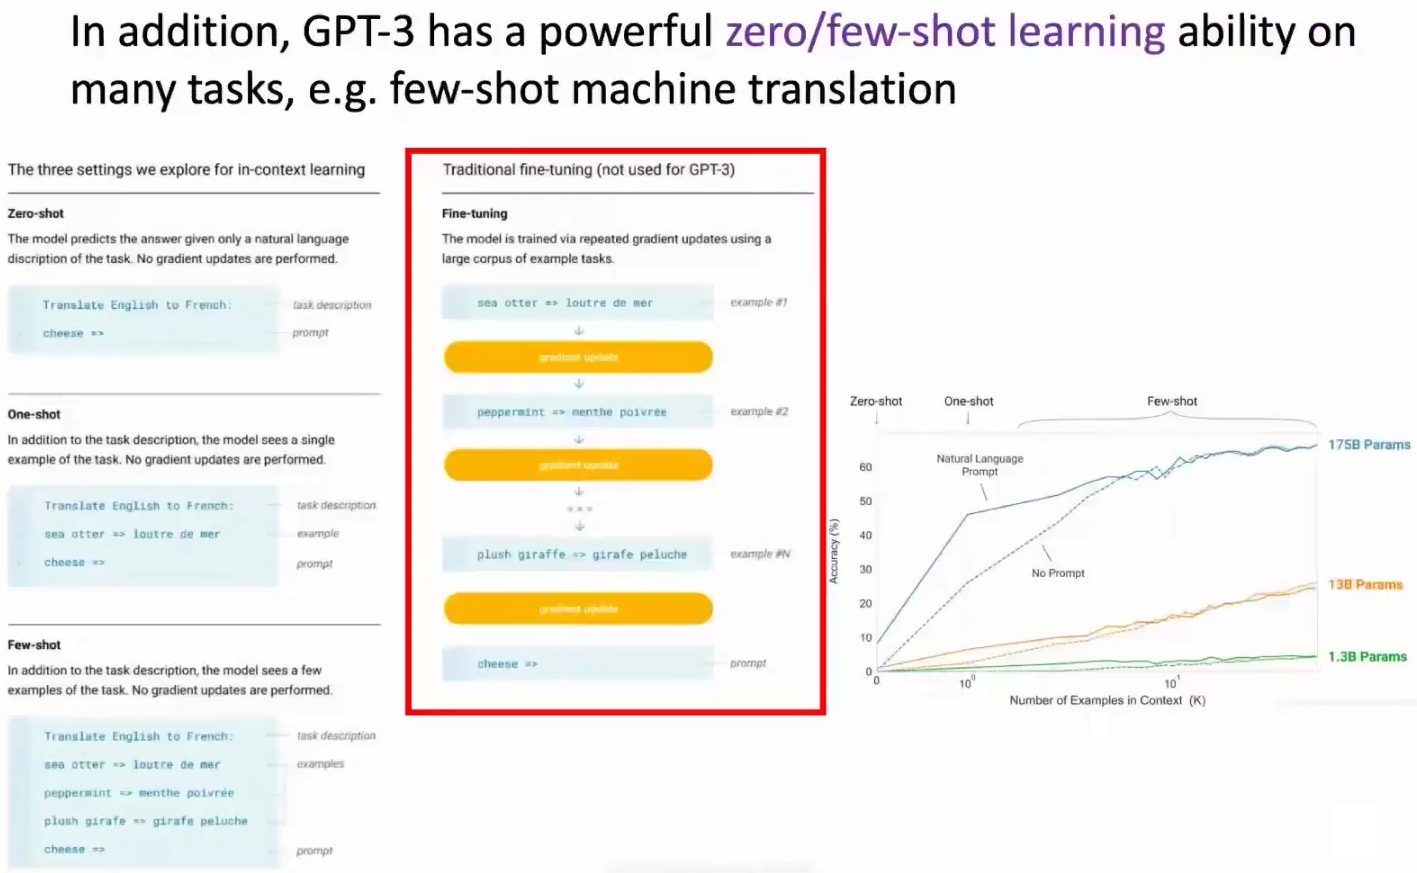 In addition, GPT-3 has a powerful zero/few-shot learning ability on
many tasks, e.g. few-shot machine translation
The three settings we explore for in-context learning
Zero-shot
The model predicts the answer given only a natural language
discription of the task. No gradient updates are performed.
Translate English to French: task description
cheese => prompt
One-shot
In addition to the task description, the model sees a single
example of the task. No gradient updates are performed.
Translate English to French: task description
sea otter => loutre de mer example
cheese => prompt
Few-shot
In addition to the task description, the model sees a few
examples of the task. No gradient updates are performed.
Translate English to French: task description
sea otter => loutre de mer examples
peppermint => menthe poivrée
plush girafe => girafe peluche
cheese => prompt
Traditional fine-tuning (not used for GPT-3)
Fine-tuning
The model is trained via repeated gradient updates using a
large corpus of example tasks.
sea otter => loutre de mer example #1
gradient update
peppermint => menthe poivrée example #2
gradient update
plush giraffe => girafe peluche example #N
gradient update
cheese => prompt
Zero-shot One-shot Few-shot
175B Params
Natural Language
Prompt
No Prompt
13B Params
1.3B Params
Accuracy (%)
60
50
40
30
20
10
0
0 10⁰ 10¹
Number of Examples in Context (K)